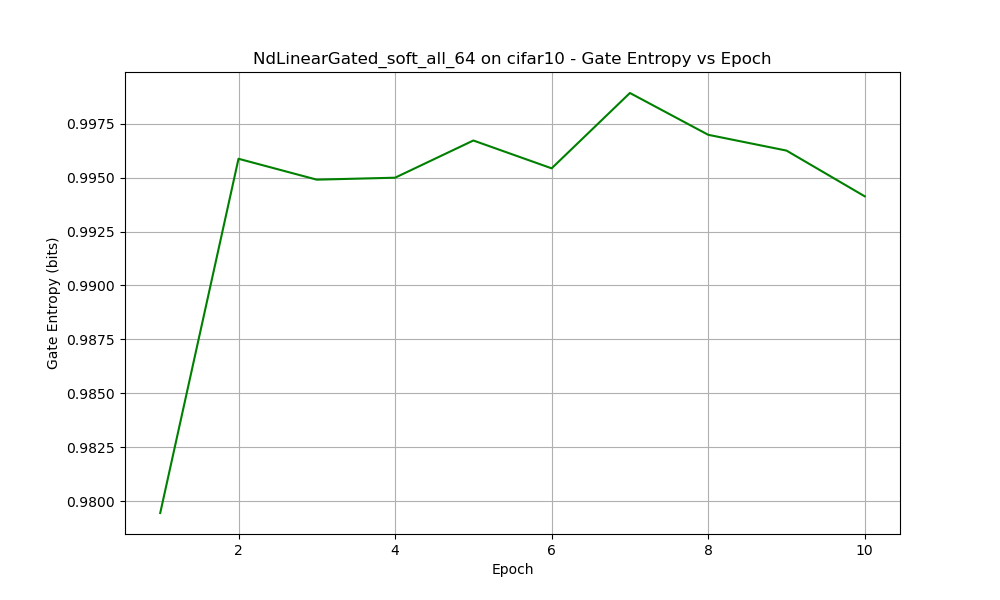 NdLinearGated_soft_all_64 on cifar10 - Gate Entropy vs Epoch
Gate Entropy (bits)
0.9975
0.9950
0.9925
0.9900
0.9875
0.9850
0.9825
0.9800
2 4 6 8 10
Epoch